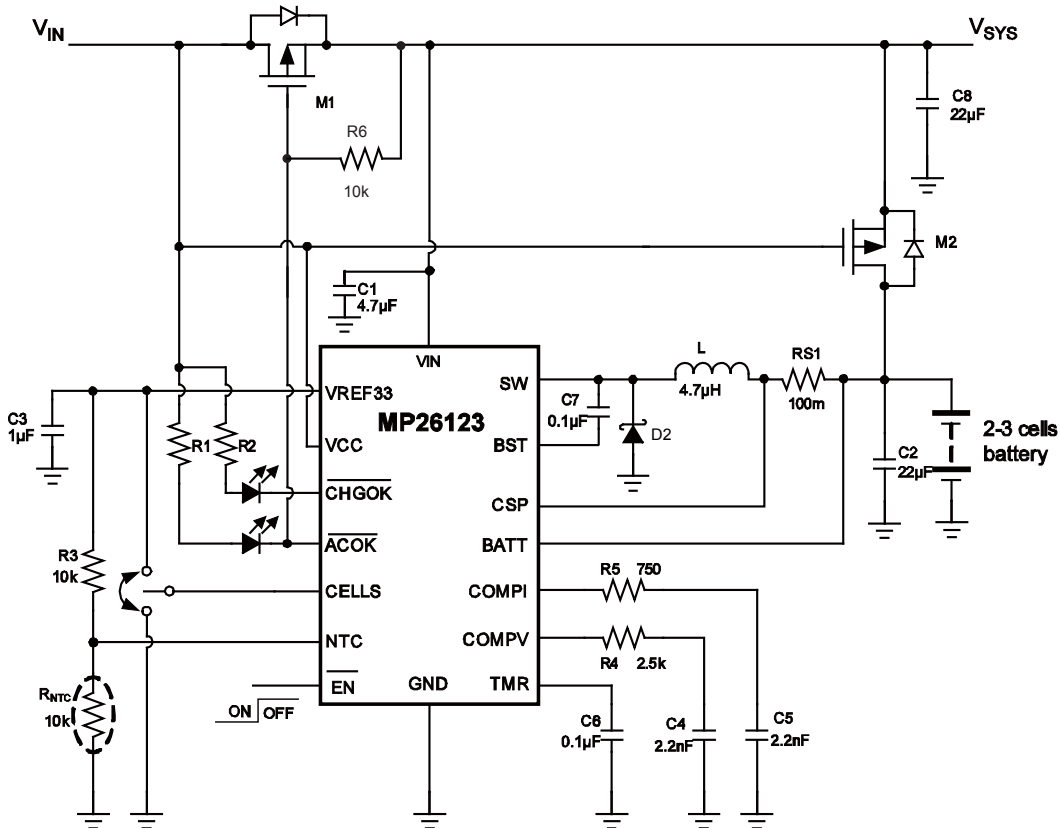 V_IN
V_SYS
M1
C8
22µF
R6
10k
M2
C1
4.7µF
VIN
L
4.7µH
RS1
100m
SW
VREF33
C3
1µF
MP26123
C7
0.1µF
D2
2-3 cells
battery
R1
R2
VCC
BST
C2
22µF
CHGOK
CSP
ACOK
BATT
R3
10k
R5 750
CELLS
COMPI
NTC
COMPV
R4 2.5k
R_NTC
10k
EN
GND
TMR
ON OFF
C6
0.1µF
C4
2.2nF
C5
2.2nF